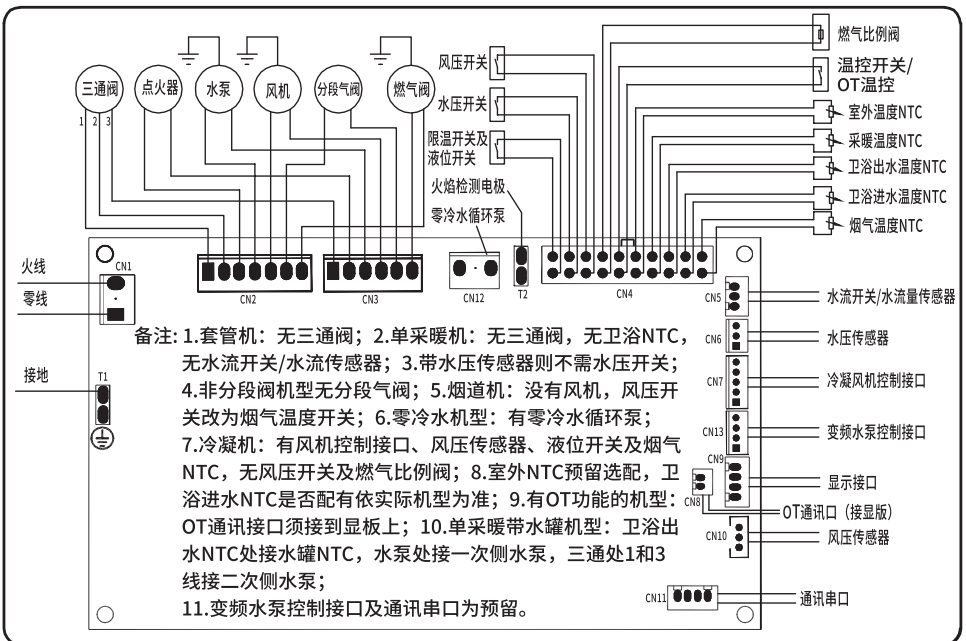 燃气比例阀
温控开关/
OT温控
室外温度NTC
采暖温度NTC
卫浴出水温度NTC
卫浴进水温度NTC
烟气温度NTC
风压开关
水压开关
限温开关及
液位开关
火焰检测电极
零冷水循环泵
三通阀
点火器
水泵
风机
分段气阀
燃气阀
1 2 3
火线
零线
接地
CN1
CN2
CN3
CN12
T2
CN4
T1
CN5
CN6
CN7
CN13
CN9
CN8
CN10
CN11
水流开关/水流量传感器
水压传感器
冷凝风机控制接口
变频水泵控制接口
显示接口
OT通讯口（接显版）
风压传感器
通讯串口
备注: 1.套管机：无三通阀；2.单采暖机：无三通阀，无卫浴NTC，
无水流开关/水流传感器；3.带水压传感器则不需水压开关；
4.非分段阀机型无分段气阀；5.烟道机：没有风机，风压开
关改为烟气温度开关；6.零冷水机型：有零冷水循环泵；
7.冷凝机：有风机控制接口、风压传感器、液位开关及烟气
NTC，无风压开关及燃气比例阀；8.室外NTC预留选配，卫
浴进水NTC是否配有依实际机型为准；9.有OT功能的机型：
OT通讯接口须接到显板上；10.单采暖带水罐机型：卫浴出
水NTC处接水罐NTC，水泵处接一次侧水泵，三通处1和3
线接二次侧水泵；
11.变频水泵控制接口及通讯串口为预留。